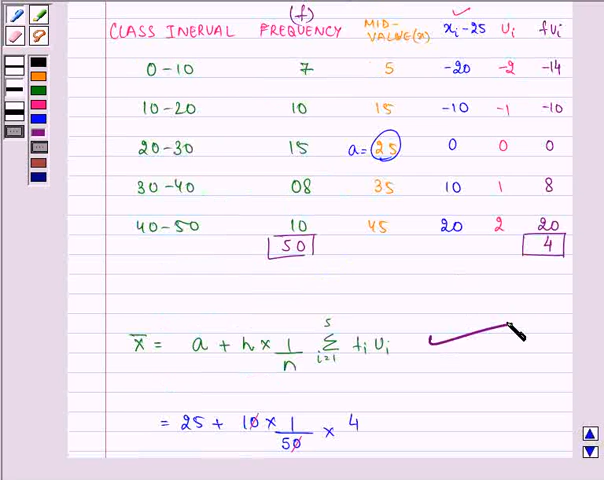 (f)
CLASS INERVAL FREQUENCY MID-VALUE(x) xi-25 Ui fui
0-10 7 5 -20 -2 -14
10-20 10 15 -10 -1 -10
20-30 15 a= 25 0 0 0
30-40 08 35 10 1 8
40-50 10 45 20 2 20
50 4
x̄ = a + h × 1/n 5 Σ i=1 fi Ui
= 25 + 10 × 1/50 × 4